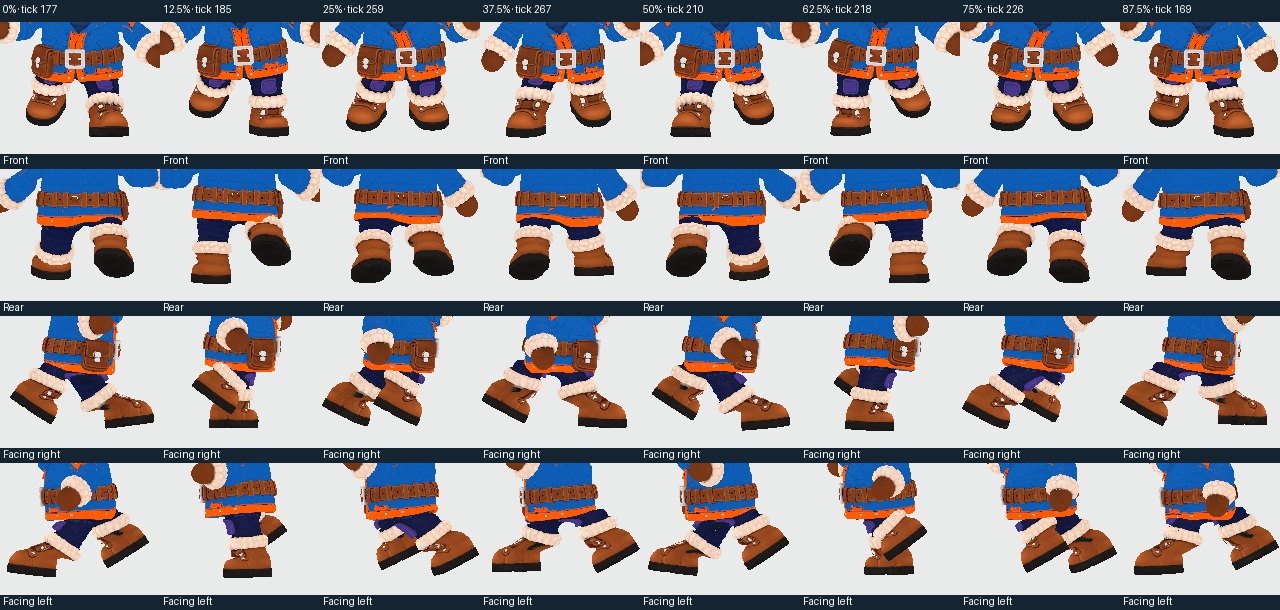 0%·tick 177 12.5%·tick 185 25%·tick 259 37.5%·tick 267 50%·tick 210 62.5%·tick 218 75%·tick 226 87.5%·tick 169
Front Front Front Front Front Front Front Front
Rear Rear Rear Rear Rear Rear Rear Rear
Facing right Facing right Facing right Facing right Facing right Facing right Facing right Facing right
Facing left Facing left Facing left Facing left Facing left Facing left Facing left Facing left